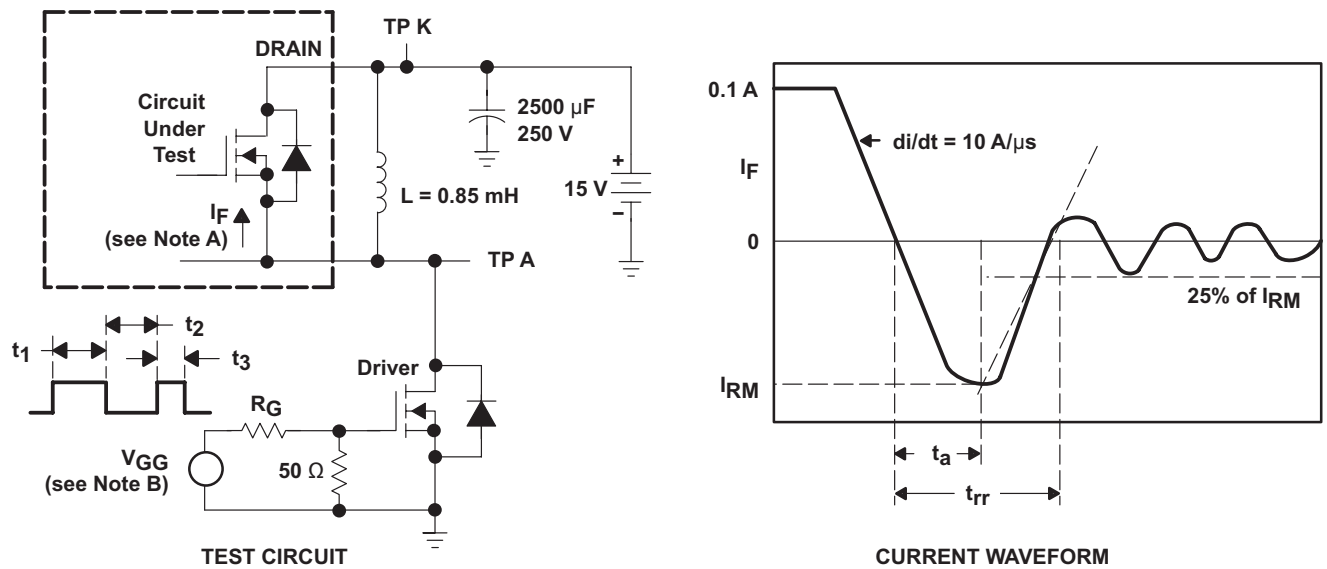 TP K
DRAIN
Circuit
Under
Test
2500 µF
250 V
+
15 V
−
L = 0.85 mH
IF
(see Note A)
TP A
t2
t1
t3
Driver
RG
VGG
(see Note B)
50 Ω
TEST CIRCUIT
0.1 A
di/dt = 10 A/µs
IF
0
25% of IRM
IRM
ta
trr
CURRENT WAVEFORM